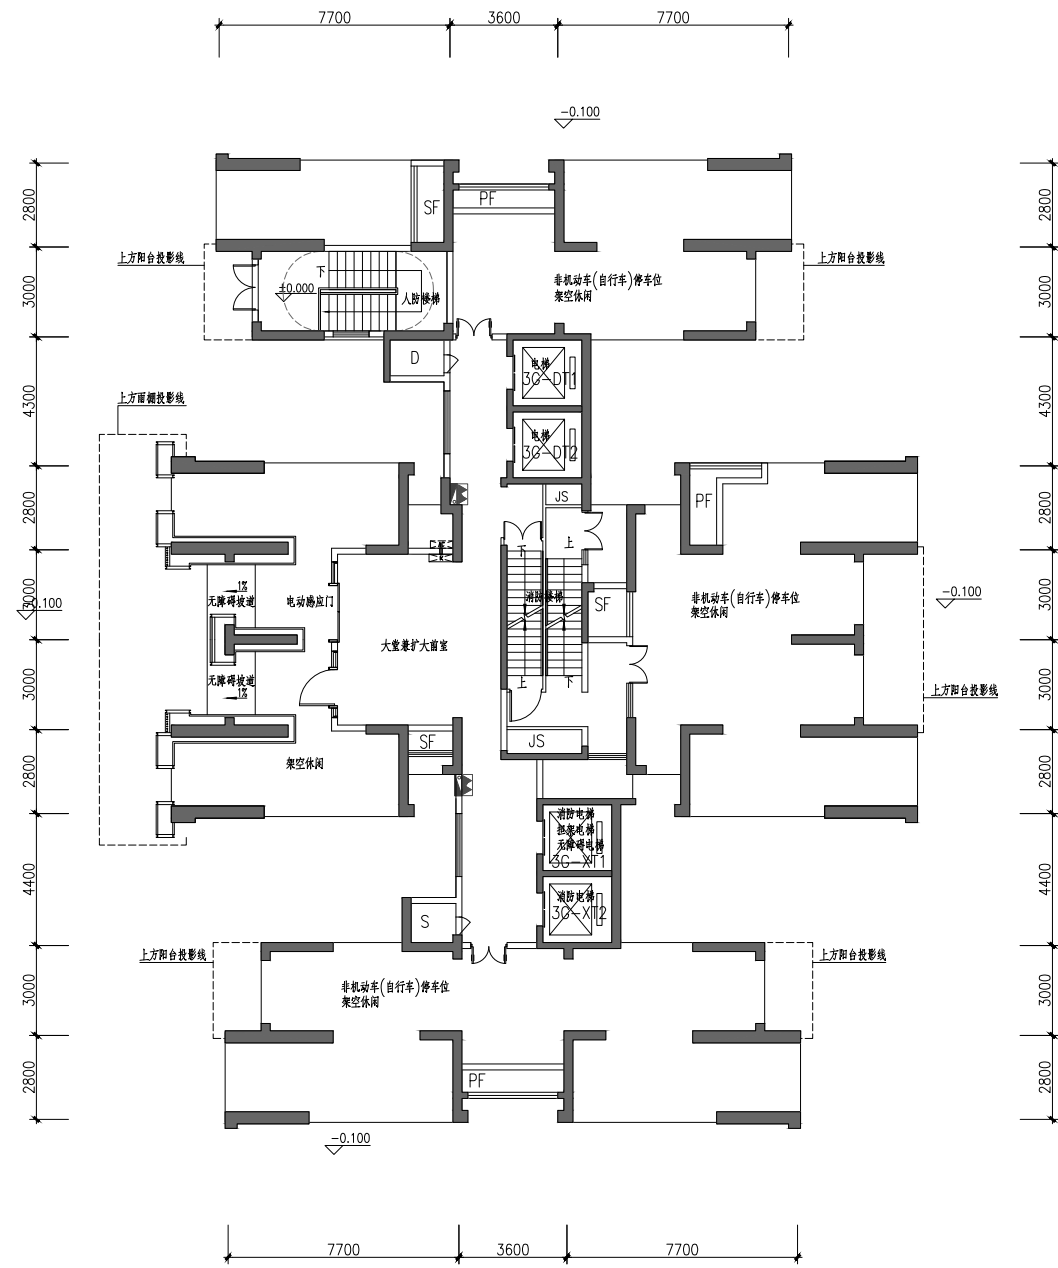 7700
3600
7700
-0.100
2800
SF
PF
2800
上方阳台投影线
3000
下
±0.000
人防楼梯
非机动车(自行车)停车位
架空休闲
上方阳台投影线
3000
D
电梯
3G-DT1
4300
上方雨棚投影线
4300
电梯
3G-DT2
2800
JS
PF
2800
下
上
1%
无障碍坡道
电动感应门
3000
-0.100
消防楼梯
SF
非机动车(自行车)停车位
架空休闲
-0.100
3000
大堂兼扩大前室
3000
无障碍坡道
1%
上
下
上方阳台投影线
3000
SF
JS
架空休闲
2800
2800
消防电梯
担架电梯
无障碍电梯
3G-XT1
4400
消防电梯
3G-XT2
S
4400
上方阳台投影线
上方阳台投影线
3000
非机动车(自行车)停车位
架空休闲
3000
2800
PF
2800
-0.100
7700
3600
7700